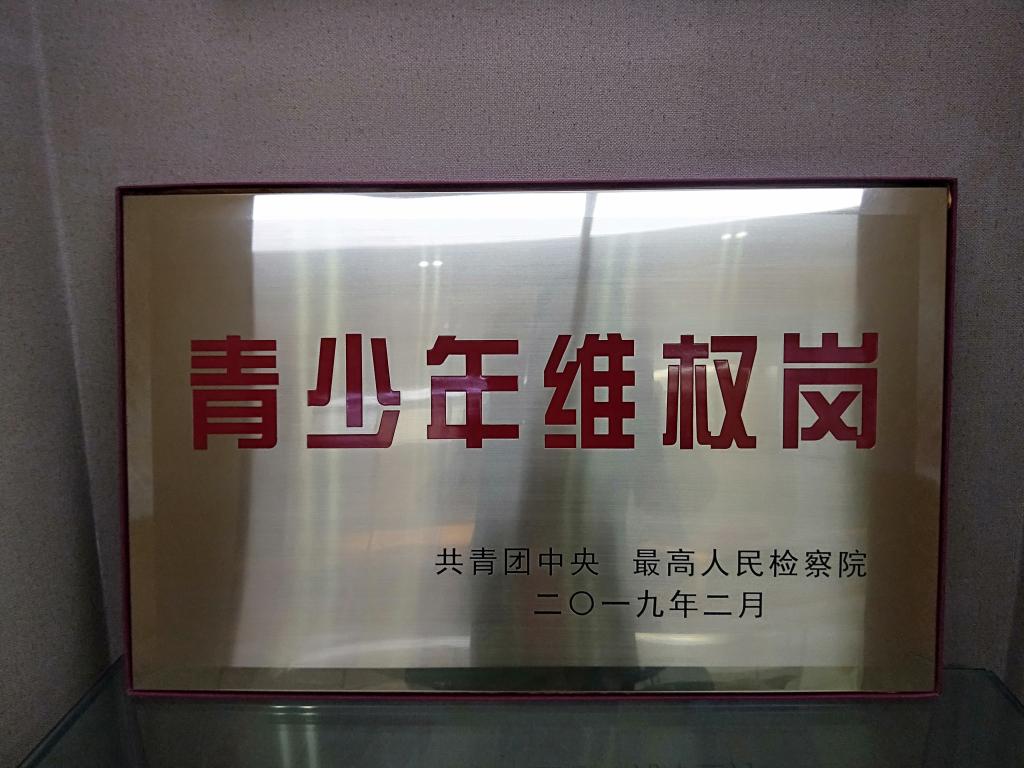 青少年维权岗
共青团中央 最高人民检察院
二〇一九年二月